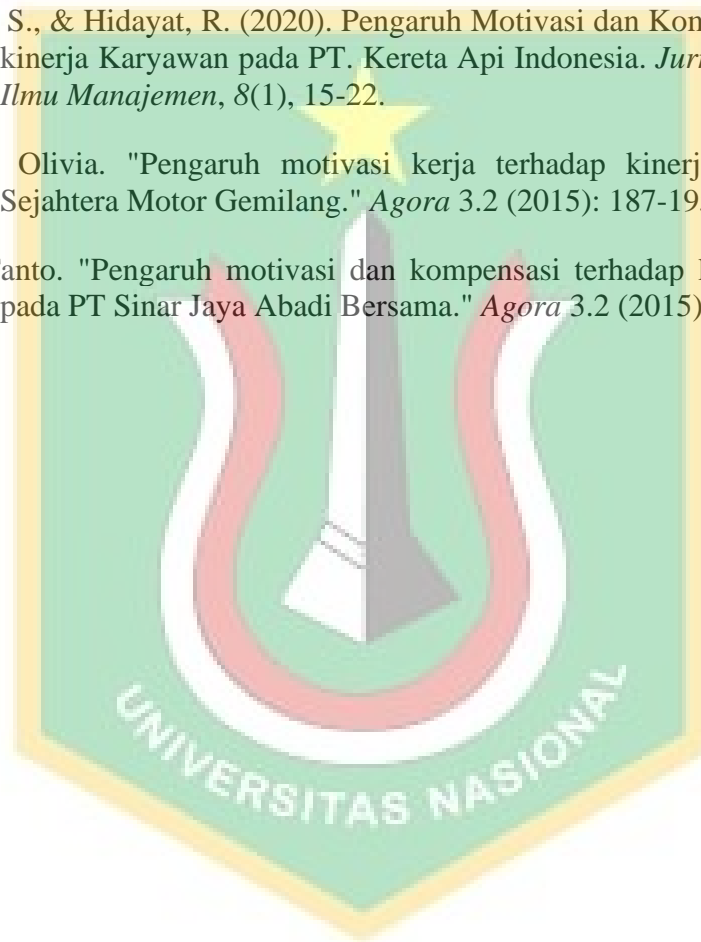 S., & Hidayat, R. (2020). Pengaruh Motivasi dan Kon
kinerja Karyawan pada PT. Kereta Api Indonesia. Jur
Ilmu Manajemen, 8(1), 15-22.
Olivia. "Pengaruh motivasi kerja terhadap kinerj
Sejahtera Motor Gemilang." Agora 3.2 (2015): 187-19
anto. "Pengaruh motivasi dan kompensasi terhadap
pada PT Sinar Jaya Abadi Bersama." Agora 3.2 (2015)
UNIVERSITAS NASIONAL